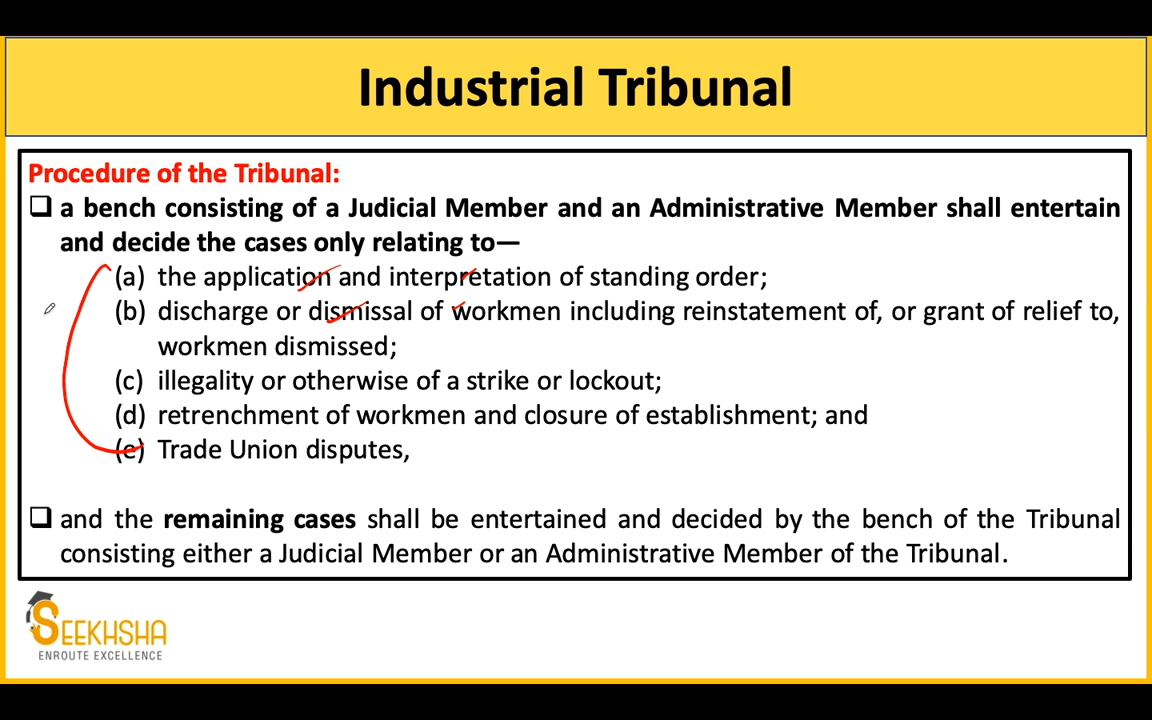 Industrial Tribunal
Procedure of the Tribunal:
❑ a bench consisting of a Judicial Member and an Administrative Member shall entertain
and decide the cases only relating to—
(a) the application and interpretation of standing order;
(b) discharge or dismissal of workmen including reinstatement of, or grant of relief to,
workmen dismissed;
(c) illegality or otherwise of a strike or lockout;
(d) retrenchment of workmen and closure of establishment; and
(e) Trade Union disputes,
❑ and the remaining cases shall be entertained and decided by the bench of the Tribunal
consisting either a Judicial Member or an Administrative Member of the Tribunal.
SEEKHSHA
ENROUTE EXCELLENCE